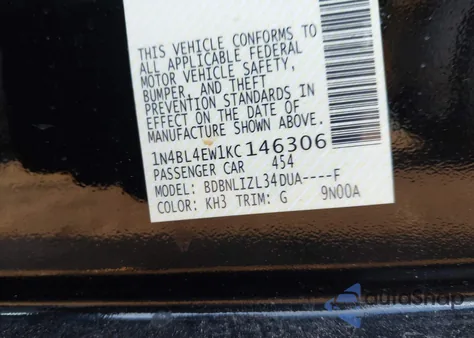 THIS VEHICLE CONFORMS TO
ALL APPLICABLE FEDERAL
MOTOR VEHICLE SAFETY,
BUMPER, AND THEFT
PREVENTION STANDARDS IN
EFFECT ON THE DATE OF
MANUFACTURE SHOWN ABOVE.
1N4BL4EW1KC146306
PASSENGER CAR 454
MODEL: BDBNLIZL34DUA----F
COLOR: KH3 TRIM: G 9N00A
autoShap